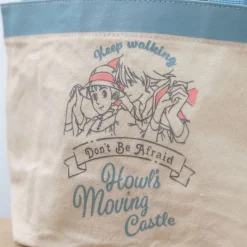 Keep walking
Don't Be Afraid
Howl's
Moving
Castle